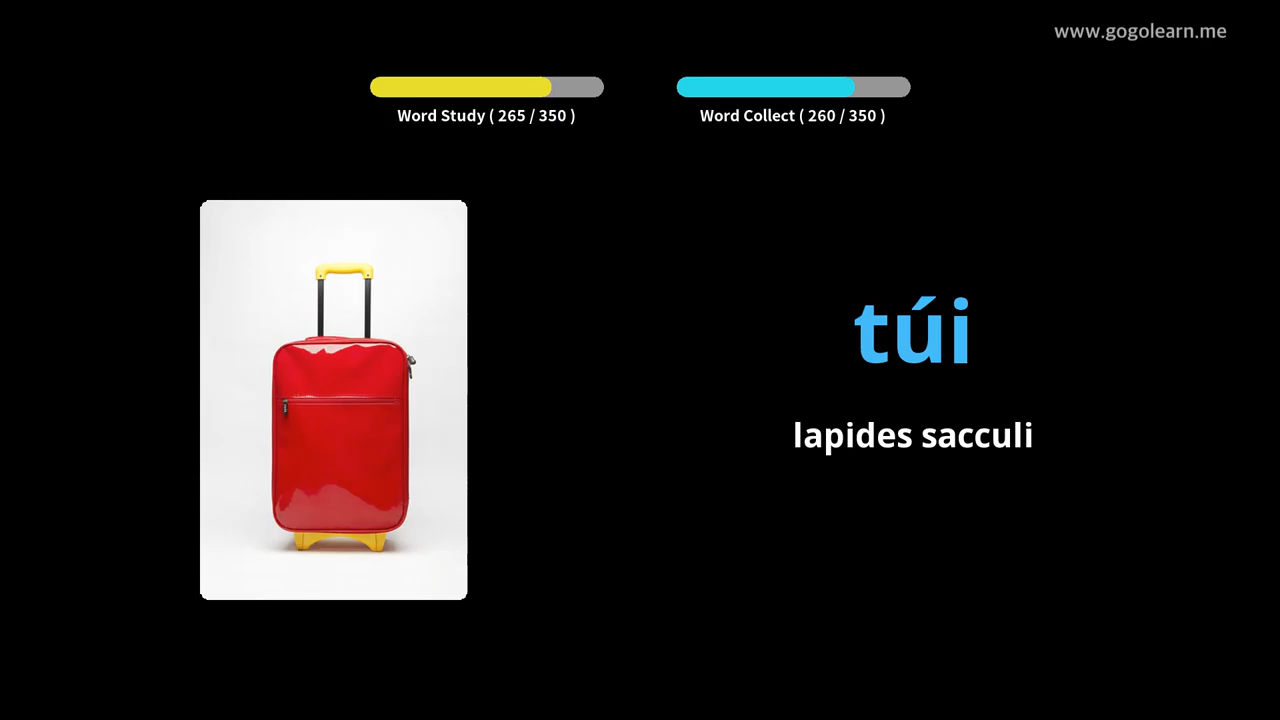 www.gogolearn.me
Word Study ( 265 / 350 )
Word Collect ( 260 / 350 )
túi
lapides sacculi